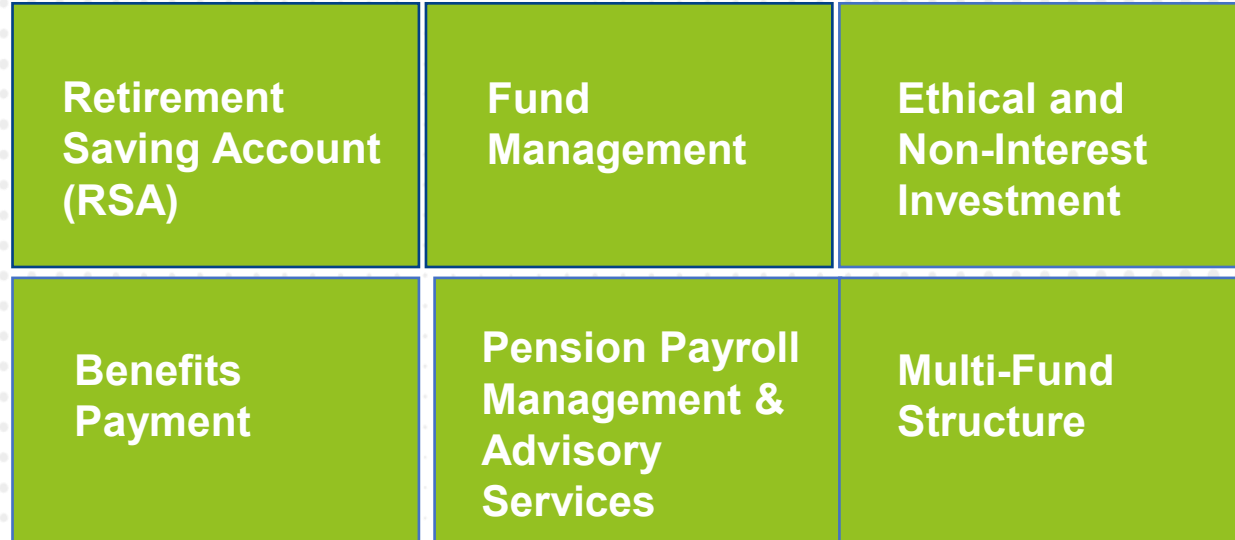 Retirement
Saving Account
(RSA)
Fund
Management
Ethical and
Non-Interest
Investment
Benefits
Payment
Pension Payroll
Management &
Advisory
Services
Multi-Fund
Structure